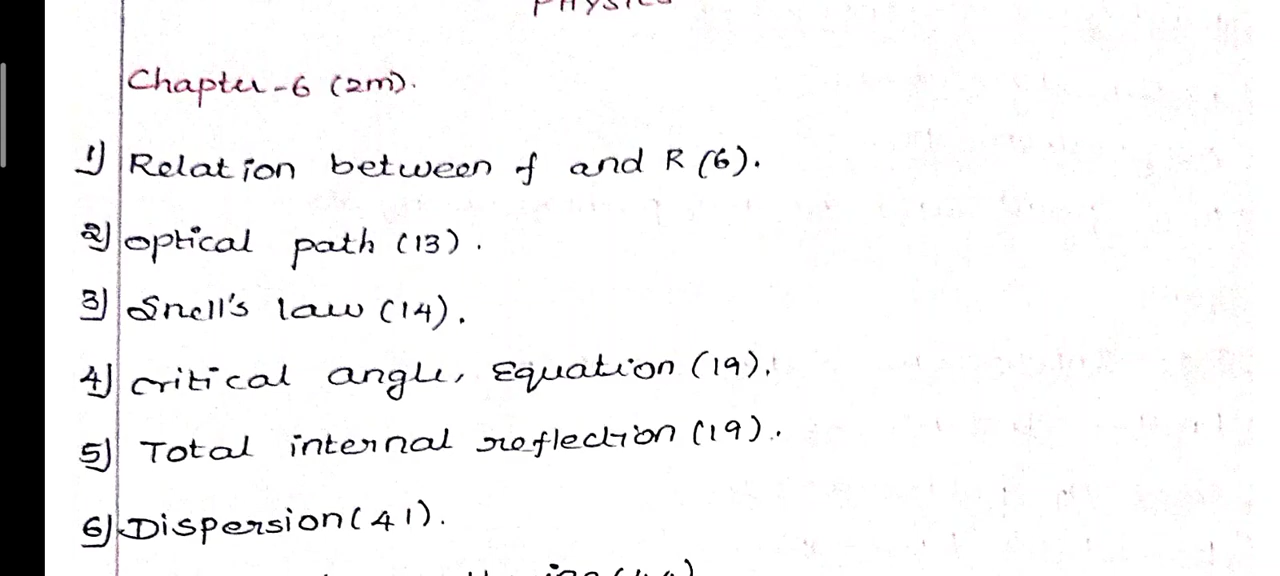 Physics
Chapter-6 (2m).
1) Relation between f and R (6).
2) optical path (13).
3) Snell's law (14).
4) critical angle, Equation (19).
5) Total internal reflection (19).
6) Dispersion (41).